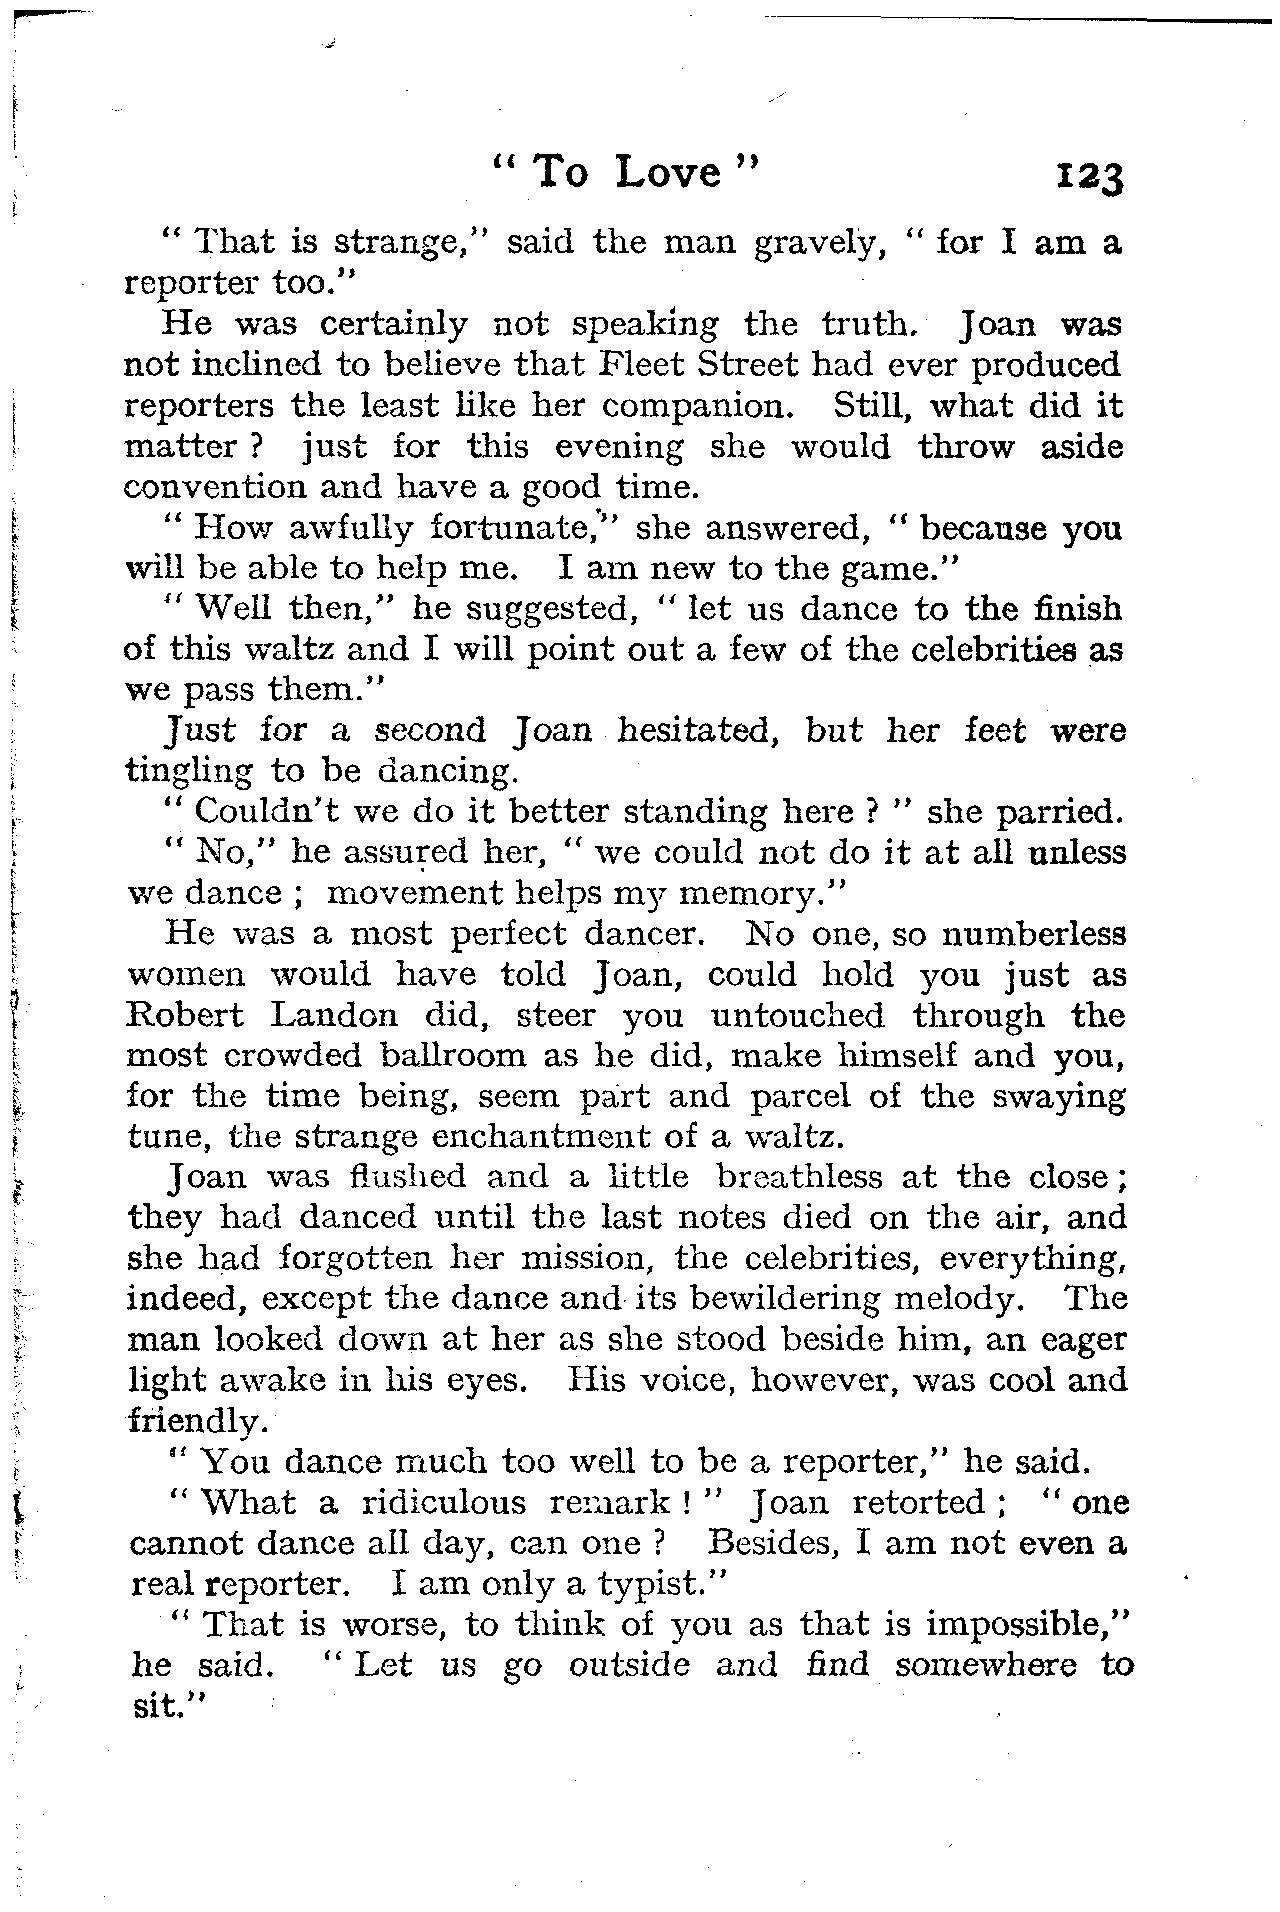 " To Love " 123
" That is strange," said the man gravely, " for I am a
reporter too."
He was certainly not speaking the truth. Joan was
not inclined to believe that Fleet Street had ever produced
reporters the least like her companion. Still, what did it
matter ? just for this evening she would throw aside
convention and have a good time.
" How awfully fortunate," she answered, " because you
will be able to help me. I am new to the game."
" Well then," he suggested, " let us dance to the finish
of this waltz and I will point out a few of the celebrities as
we pass them."
Just for a second Joan hesitated, but her feet were
tingling to be dancing.
" Couldn't we do it better standing here ? " she parried.
" No," he assured her, " we could not do it at all unless
we dance ; movement helps my memory."
He was a most perfect dancer. No one, so numberless
women would have told Joan, could hold you just as
Robert Landon did, steer you untouched through the
most crowded ballroom as he did, make himself and you,
for the time being, seem part and parcel of the swaying
tune, the strange enchantment of a waltz.
Joan was flushed and a little breathless at the close ;
they had danced until the last notes died on the air, and
she had forgotten her mission, the celebrities, everything,
indeed, except the dance and its bewildering melody. The
man looked down at her as she stood beside him, an eager
light awake in his eyes. His voice, however, was cool and
friendly.
" You dance much too well to be a reporter," he said.
" What a ridiculous remark ! " Joan retorted ; " one
cannot dance all day, can one ? Besides, I am not even a
real reporter. I am only a typist."
" That is worse, to think of you as that is impossible,"
he said. " Let us go outside and find somewhere to
sit."